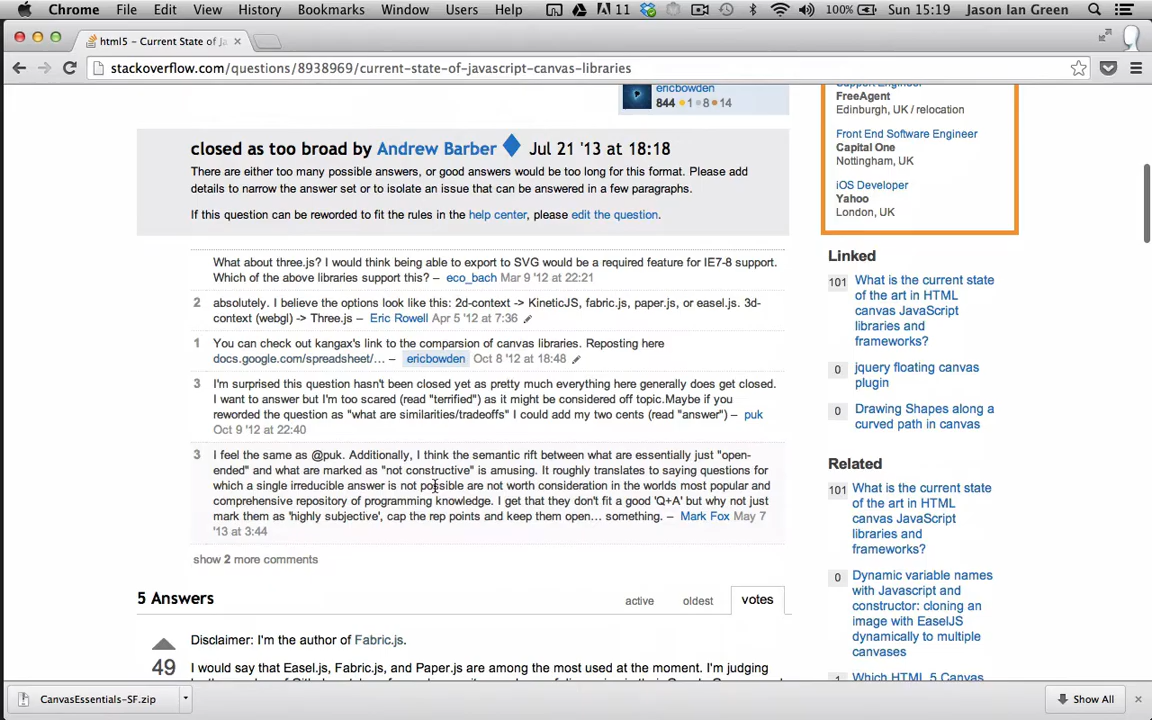 Chrome File Edit View History Bookmarks Window Users Help 11 100% Sun 15:19 Jason Ian Green
html5 - Current State of Ja
stackoverflow.com/questions/8938969/current-state-of-javascript-canvas-libraries
ericbowden
844 1 8 14
closed as too broad by Andrew Barber Jul 21 '13 at 18:18
There are either too many possible answers, or good answers would be too long for this format. Please add
details to narrow the answer set or to isolate an issue that can be answered in a few paragraphs.
If this question can be reworded to fit the rules in the help center, please edit the question.
What about three.js? I would think being able to export to SVG would be a required feature for IE7-8 support.
Which of the above libraries support this? – eco_bach Mar 9 '12 at 22:21
2 absolutely. I believe the options look like this: 2d-context -> KineticJS, fabric.js, paper.js, or easel.js. 3d-
context (webgl) -> Three.js – Eric Rowell Apr 5 '12 at 7:36
1 You can check out kangax's link to the comparsion of canvas libraries. Reposting here
docs.google.com/spreadsheet/... – ericbowden Oct 8 '12 at 18:48
3 I'm surprised this question hasn't been closed yet as pretty much everything here generally does get closed.
I want to answer but I'm too scared (read "terrified") as it might be considered off topic.Maybe if you
reworded the question as "what are similarities/tradeoffs" I could add my two cents (read "answer") – puk
Oct 9 '12 at 22:40
3 I feel the same as @puk. Additionally, I think the semantic rift between what are essentially just "open-
ended" and what are marked as "not constructive" is amusing. It roughly translates to saying questions for
which a single irreducible answer is not possible are not worth consideration in the worlds most popular and
comprehensive repository of programming knowledge. I get that they don't fit a good 'Q+A' but why not just
mark them as 'highly subjective', cap the rep points and keep them open... something. – Mark Fox May 7
'13 at 3:44
show 2 more comments
5 Answers active oldest votes
Disclaimer: I'm the author of Fabric.js.
49
I would say that Easel.js, Fabric.js, and Paper.js are among the most used at the moment. I'm judging
Support Engineer
FreeAgent
Edinburgh, UK / relocation
Front End Software Engineer
Capital One
Nottingham, UK
iOS Developer
Yahoo
London, UK
Linked
101 What is the current state
of the art in HTML
canvas JavaScript
libraries and
frameworks?
0 jquery floating canvas
plugin
0 Drawing Shapes along a
curved path in canvas
Related
101 What is the current state
of the art in HTML
canvas JavaScript
libraries and
frameworks?
0 Dynamic variable names
with Javascript and
constructor: cloning an
image with EaselJS
dynamically to multiple
canvases
1 Which HTML 5 Canvas
CanvasEssentials-SF.zip
Show All